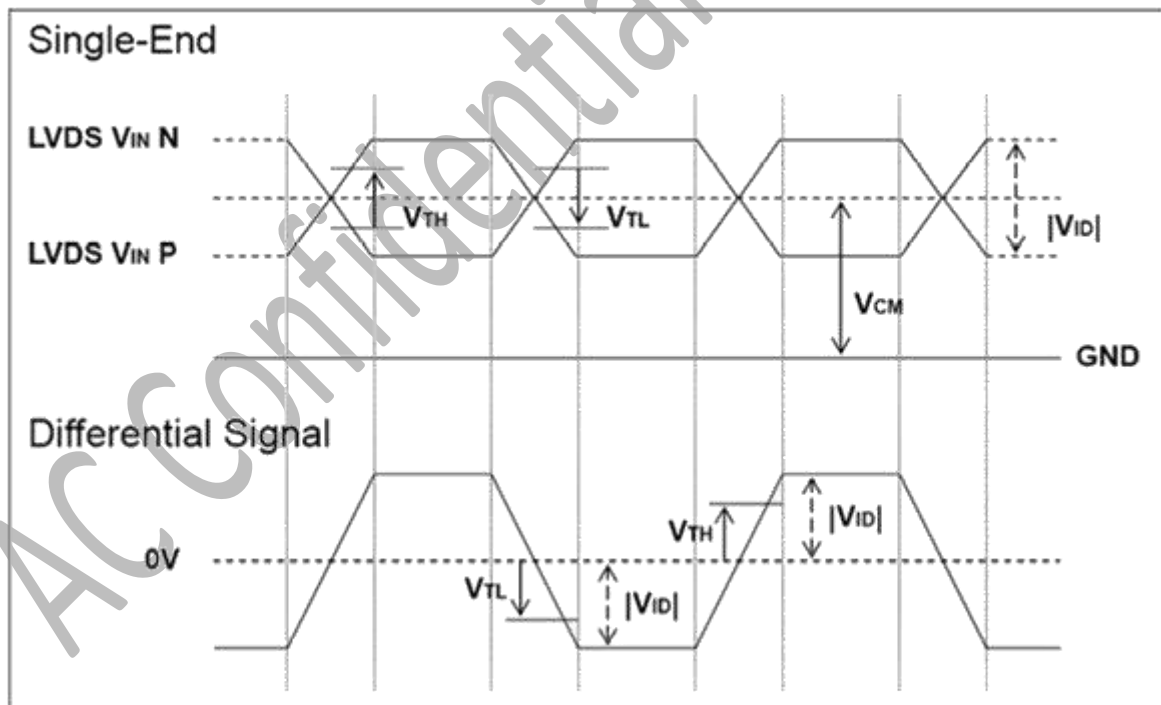 Single-End
LVDS VIN N
VTH
VTL
|VID|
LVDS VIN P
VCM
GND
Differential Signal
VTH
|VID|
0V
VTL
|VID|
AC Confidential